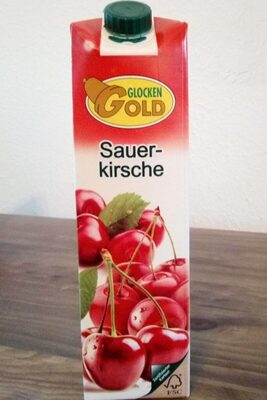 GLOCKEN
GOLD
Sauer-
kirsche
FSC